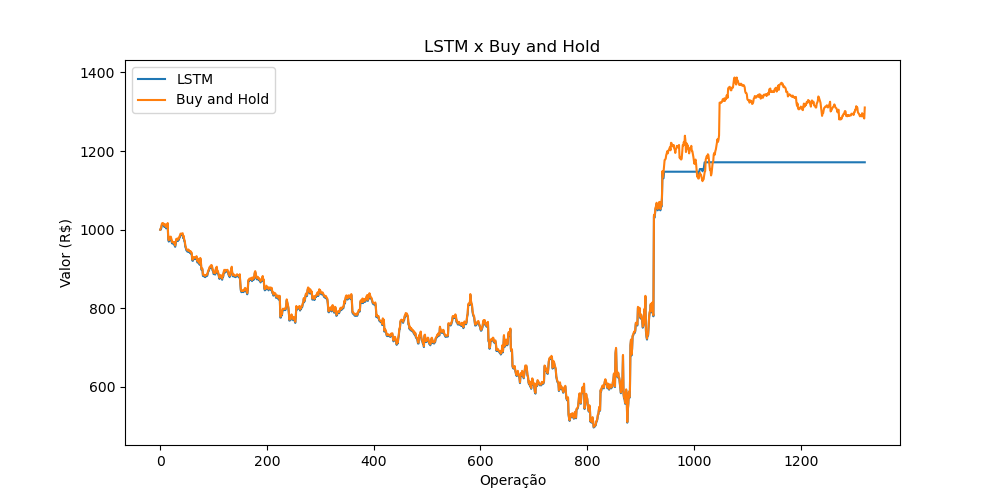 LSTM x Buy and Hold
LSTM
Buy and Hold
Valor (R$)
1400
1200
1000
800
600
0 200 400 600 800 1000 1200
Operação